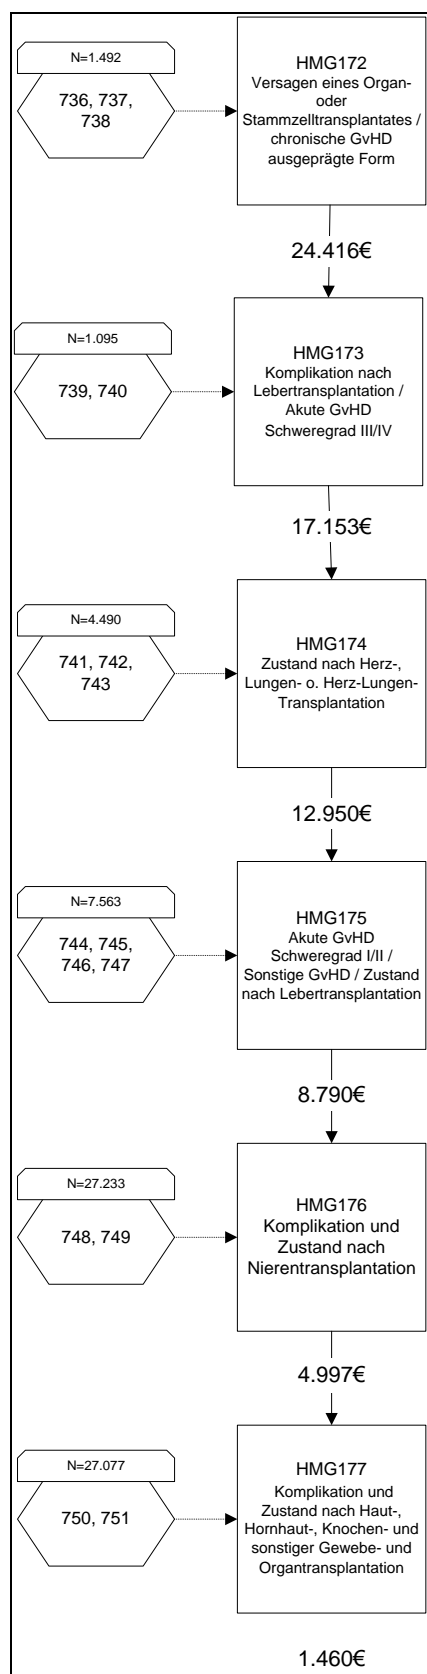 N=1.492
736, 737,
738
HMG172
Versagen eines Organ-
oder
Stammzelltransplantates /
chronische GvHD
ausgeprägte Form
24.416€
N=1.095
739, 740
HMG173
Komplikation nach
Lebertransplantation /
Akute GvHD
Schweregrad III/IV
17.153€
N=4.490
741, 742,
743
HMG174
Zustand nach Herz-,
Lungen- o. Herz-Lungen-
Transplantation
12.950€
N=7.563
744, 745,
746, 747
HMG175
Akute GvHD
Schweregrad I/II /
Sonstige GvHD / Zustand
nach Lebertransplantation
8.790€
N=27.233
748, 749
HMG176
Komplikation und
Zustand nach
Nierentransplantation
4.997€
N=27.077
750, 751
HMG177
Komplikation und
Zustand nach Haut-,
Hornhaut-, Knochen- und
sonstiger Gewebe- und
Organtransplantation
1.460€